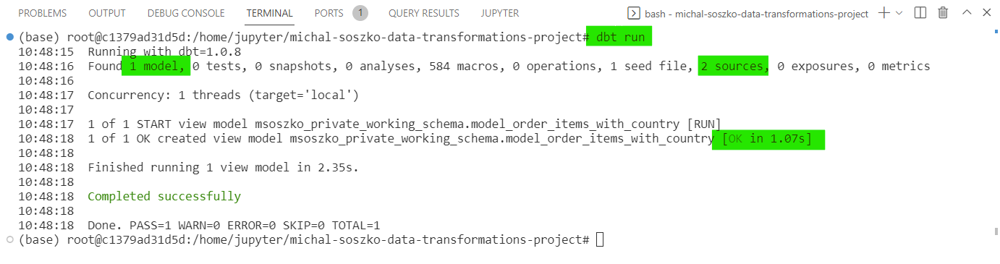 PROBLEMS OUTPUT DEBUG CONSOLE TERMINAL PORTS 1 QUERY RESULTS JUPYTER bash - michal-soszko-data-transformations-project
(base) root@c1379ad31d5d:/home/jupyter/michal-soszko-data-transformations-project# dbt run
10:48:15 Running with dbt=1.0.8
10:48:16 Found 1 model, 0 tests, 0 snapshots, 0 analyses, 584 macros, 0 operations, 1 seed file, 2 sources, 0 exposures, 0 metrics
10:48:16
10:48:17 Concurrency: 1 threads (target='local')
10:48:17
10:48:17 1 of 1 START view model msoszko_private_working_schema.model_order_items_with_country [RUN]
10:48:18 1 of 1 OK created view model msoszko_private_working_schema.model_order_items_with_country [OK in 1.07s]
10:48:18
10:48:18 Finished running 1 view model in 2.35s.
10:48:18
10:48:18 Completed successfully
10:48:18
10:48:18 Done. PASS=1 WARN=0 ERROR=0 SKIP=0 TOTAL=1
(base) root@c1379ad31d5d:/home/jupyter/michal-soszko-data-transformations-project#